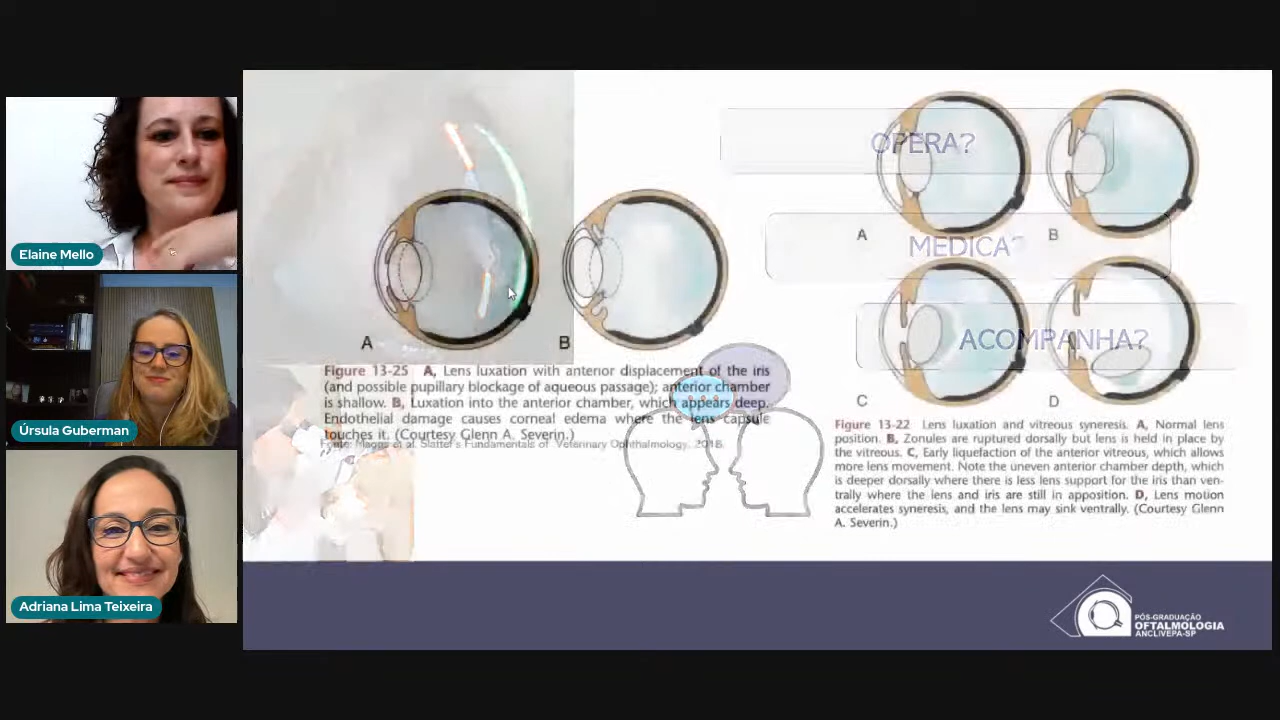 Elaine Mello
Úrsula Guberman
Adriana Lima Teixeira
A
B
Figure 13-25 A, Lens luxation with anterior displacement of the iris
(and possible pupillary blockage of aqueous passage); anterior chamber
is shallow. B, Luxation into the anterior chamber, which appears deep.
Endothelial damage causes corneal edema where the lens capsule
touches it. (Courtesy Glenn A. Severin.)
Fonte: Maggs et al. Slatter's Fundamentals of Veterinary Ophthalmology, 2018.
OPERA?
MEDICA?
ACOMPANHA?
A
B
C
D
Figure 13-22 Lens luxation and vitreous syneresis. A, Normal lens
position. B, Zonules are ruptured dorsally but lens is held in place by
the vitreous. C, Early liquefaction of the anterior vitreous, which allows
more lens movement. Note the uneven anterior chamber depth, which
is deeper dorsally where there is less lens support for the iris than ven-
trally where the lens and iris are still in apposition. D, Lens motion
accelerates syneresis, and the lens may sink ventrally. (Courtesy Glenn
A. Severin.)
PÓS-GRADUAÇÃO
OFTALMOLOGIA
ANCLIVEPA-SP